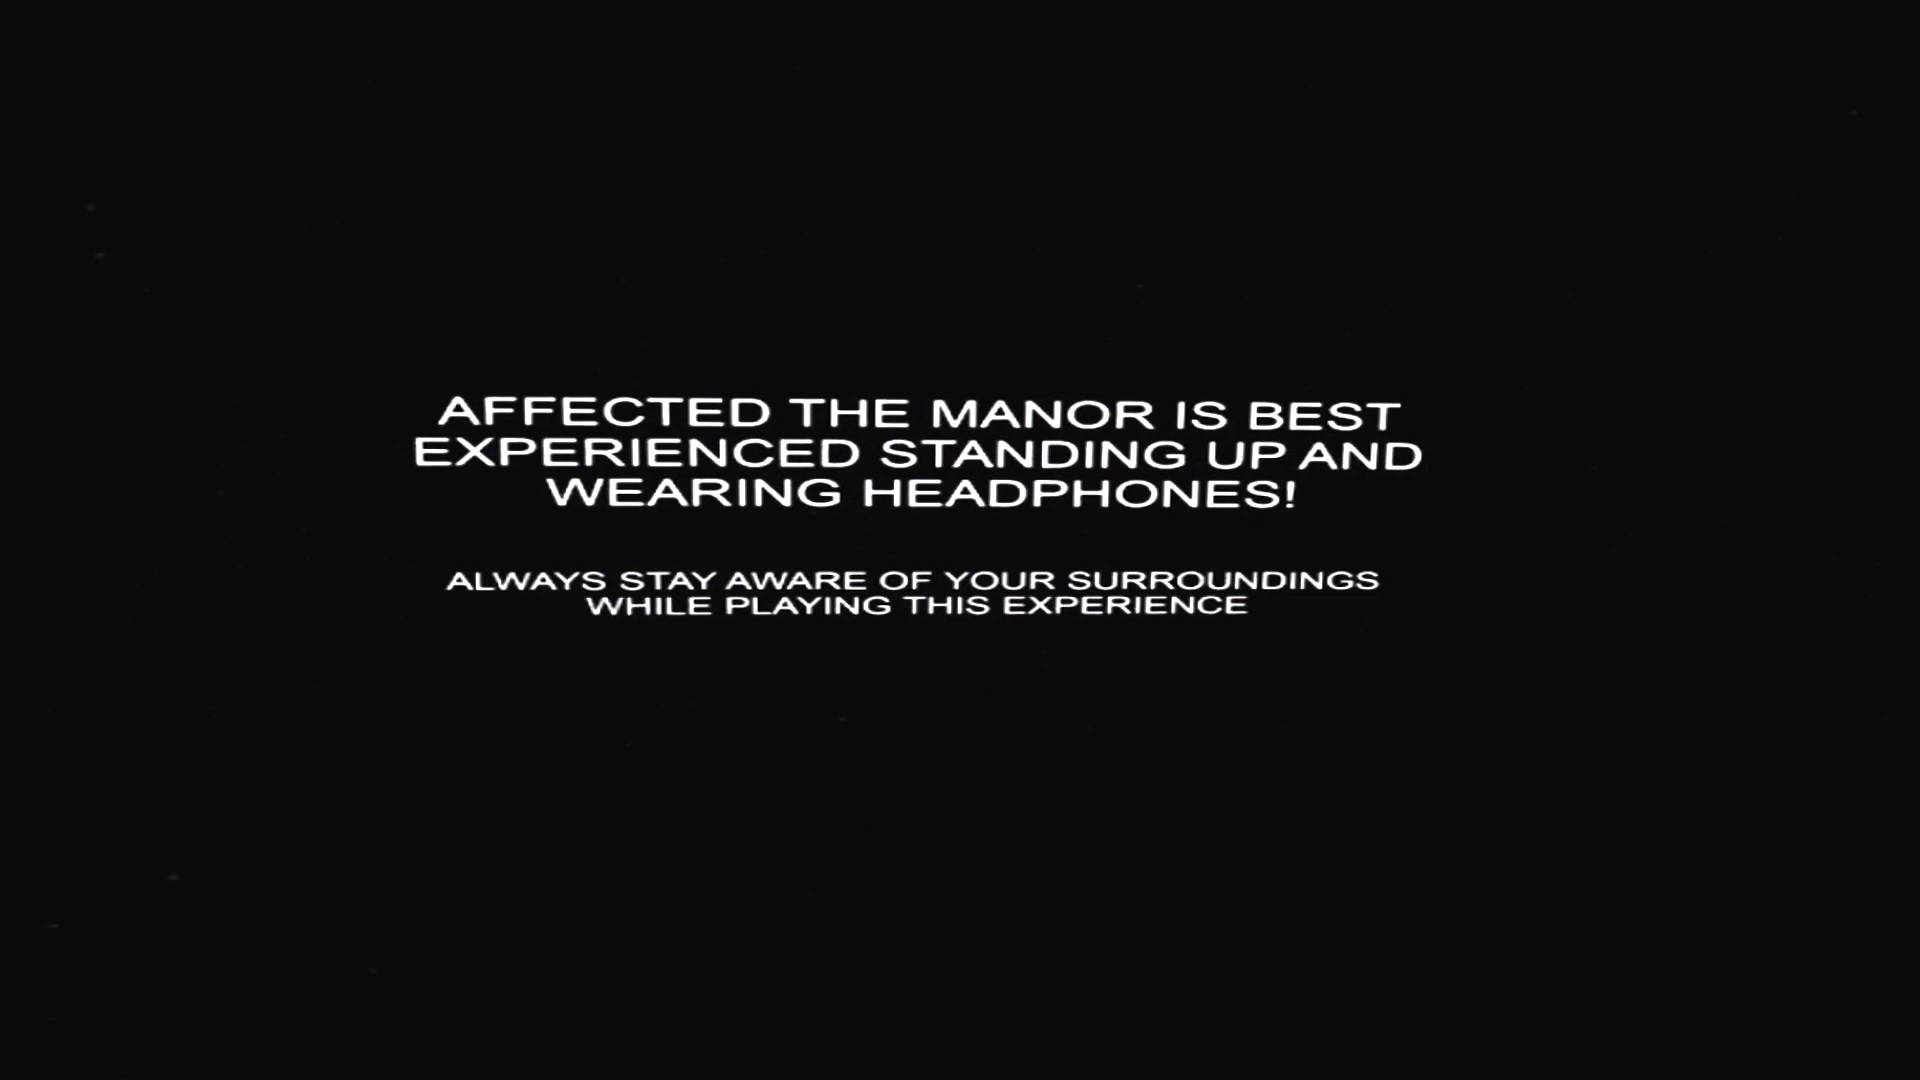 AFFECTED THE MANOR IS BEST
EXPERIENCED STANDING UP AND
WEARING HEADPHONES!
ALWAYS STAY AWARE OF YOUR SURROUNDINGS
WHILE PLAYING THIS EXPERIENCE